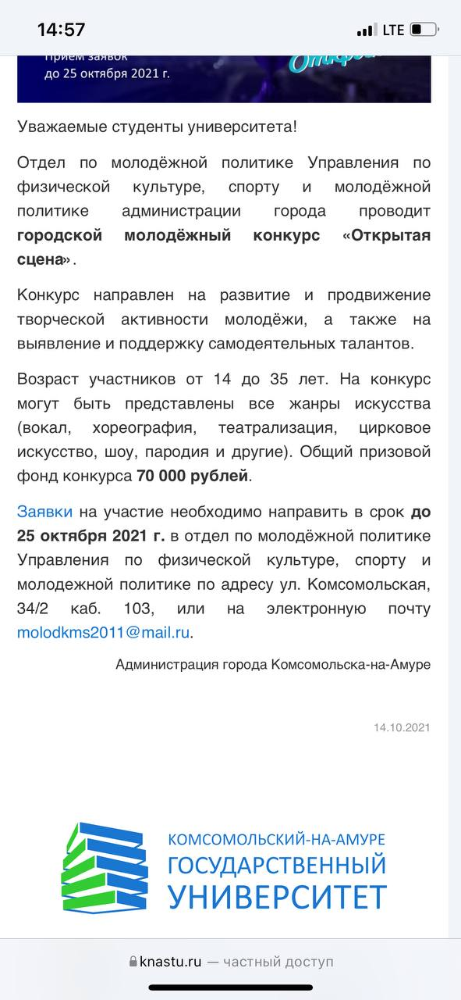 14:57
LTE
Приём заявок
до 25 октября 2021 г.
Уважаемые студенты университета!
Отдел по молодёжной политике Управления по
физической культуре, спорту и молодёжной
политике администрации города проводит
городской молодёжный конкурс «Открытая
сцена».
Конкурс направлен на развитие и продвижение
творческой активности молодёжи, а также на
выявление и поддержку самодеятельных талантов.
Возраст участников от 14 до 35 лет. На конкурс
могут быть представлены все жанры искусства
(вокал, хореография, театрализация, цирковое
искусство, шоу, пародия и другие). Общий призовой
фонд конкурса 70 000 рублей.
Заявки на участие необходимо направить в срок до
25 октября 2021 г. в отдел по молодёжной политике
Управления по физической культуре, спорту и
молодежной политике по адресу ул. Комсомольская,
34/2 каб. 103, или на электронную почту
molodkms2011@mail.ru.
Администрация города Комсомольска-на-Амуре
14.10.2021
КОМСОМОЛЬСКИЙ-НА-АМУРЕ
ГОСУДАРСТВЕННЫЙ
УНИВЕРСИТЕТ
knastu.ru — частный доступ